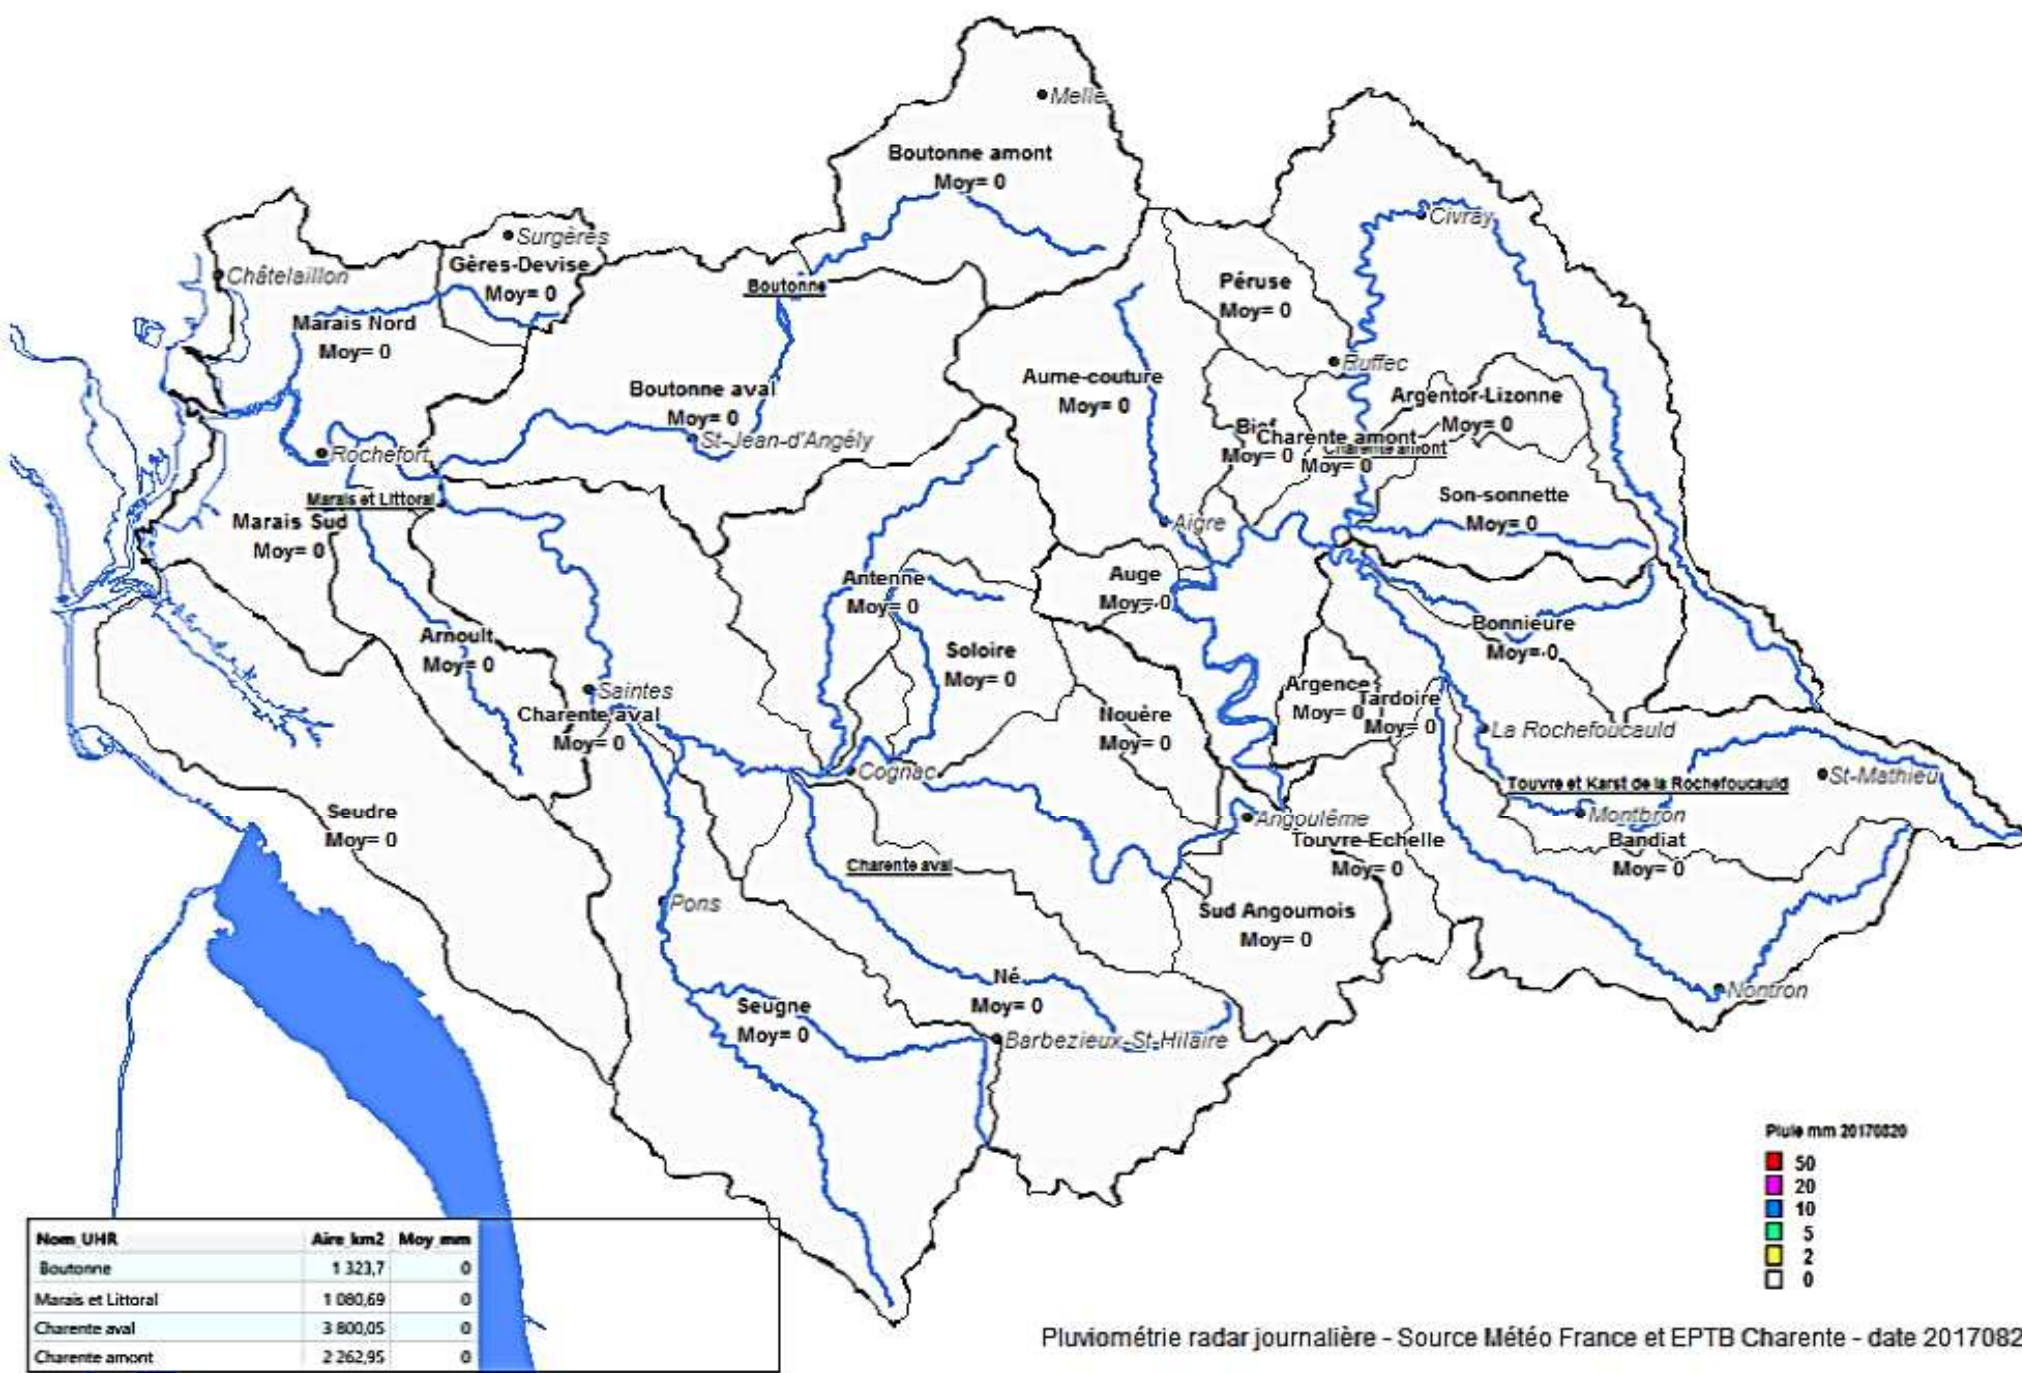 Melle
Boutonne amont
Moy= 0
Civray
Surgères
Gères-Devise
Moy= 0
Châtelaillon
Péruse
Moy= 0
Boutonne
Marais Nord
Moy= 0
Ruffec
Aume-couture
Moy= 0
Boutonne aval
Moy= 0
Argentor-Lizonne
Moy= 0
St-Jean-d'Angély
Bief
Moy= 0
Charente amont
Charente amont
Moy= 0
Rochefort
Marais et Littoral
Son-sonnette
Moy= 0
Marais Sud
Moy= 0
Aigre
Antenne
Moy= 0
Auge
Moy= 0
Bonnieure
Moy= 0
Arnoult
Moy= 0
Soloire
Moy= 0
Saintes
Argence
Moy= 0
Tardoire
Moy= 0
Charente aval
Moy= 0
Nouère
Moy= 0
La Rochefoucauld
Cognac
St-Mathieu
Touvre et Karst de la Rochefoucauld
Seudre
Moy= 0
Angoulême
Montbron
Touvre-Echelle
Moy= 0
Bandiat
Moy= 0
Charente aval
Pons
Sud Angoumois
Moy= 0
Né
Moy= 0
Nontron
Seugne
Moy= 0
Barbezieux-St-Hilaire
Pluie mm 20170820
50
20
10
5
2
0
Nom_UHR Aire_km2 Moy_mm
Boutonne 1 323,7 0
Marais et Littoral 1 080,69 0
Charente aval 3 800,05 0
Charente amont 2 262,95 0
Pluviométrie radar journalière - Source Météo France et EPTB Charente - date 2017082